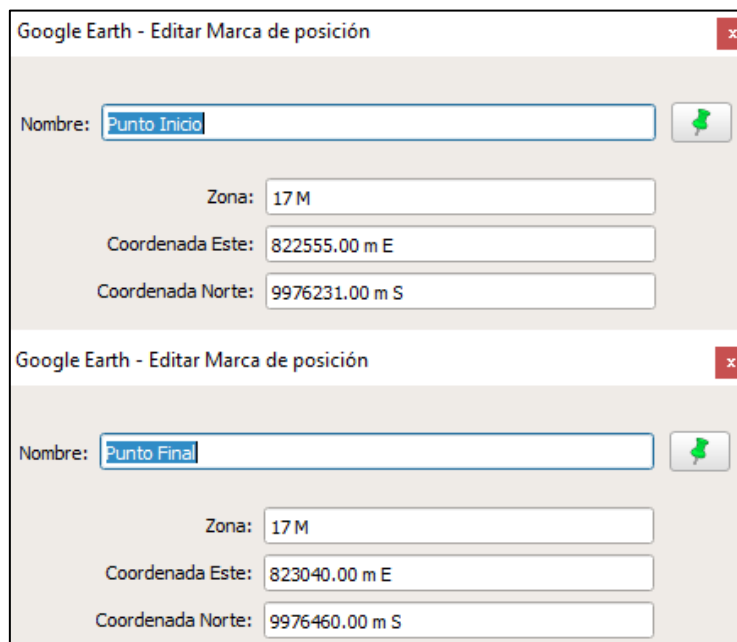 Google Earth - Editar Marca de posición
x
Nombre: Punto Inicio
Zona: 17 M
Coordenada Este: 822555.00 m E
Coordenada Norte: 9976231.00 m S
Google Earth - Editar Marca de posición
x
Nombre: Punto Final
Zona: 17 M
Coordenada Este: 823040.00 m E
Coordenada Norte: 9976460.00 m S